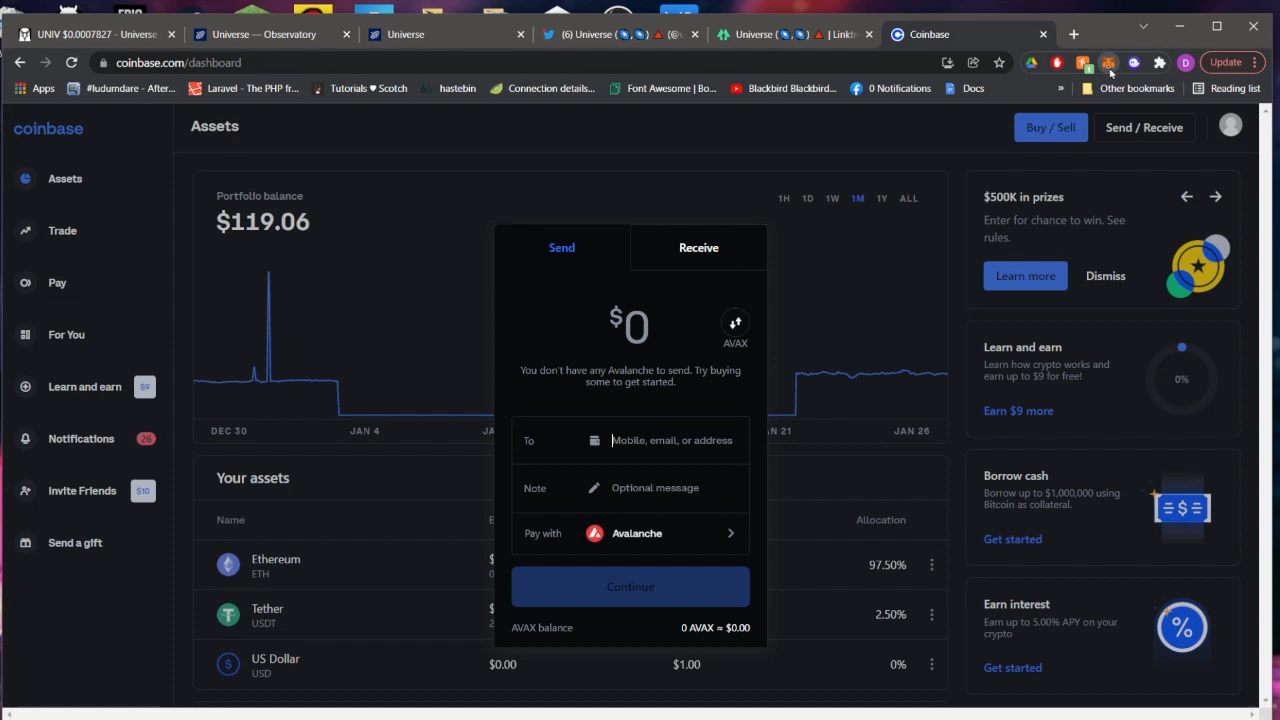 EPIC
UNIV $0.0007827 - Universe
Universe — Observatory
Universe
(6) Universe
Universe
Linkt
Coinbase
coinbase.com/dashboard
1
D
Update
Apps
#ludumdare - After...
Laravel - The PHP fr...
Tutorials ♥ Scotch
hastebin
Connection details...
Font Awesome | Bo...
Blackbird Blackbird...
0 Notifications
Docs
»
Other bookmarks
Reading list
coinbase
Assets
Buy / Sell
Send / Receive
Assets
Trade
Pay
For You
Learn and earn
$9
Notifications
26
Invite Friends
$10
Send a gift
Portfolio balance
$119.06
1H 1D 1W 1M 1Y ALL
DEC 30
JAN 4
JAN 26
Send
Receive
$0
AVAX
You don't have any Avalanche to send. Try buying
some to get started.
To
Mobile, email, or address
Note
Optional message
Pay with
Avalanche
Continue
AVAX balance
0 AVAX ≈ $0.00
Your assets
Name
Allocation
Ethereum
ETH
97.50%
Tether
USDT
2.50%
US Dollar
USD
$0.00
$1.00
0%
$500K in prizes
Enter for chance to win. See
rules.
Learn more
Dismiss
Learn and earn
Learn how crypto works and
earn up to $9 for free!
0%
Earn $9 more
Borrow cash
Borrow up to $1,000,000 using
Bitcoin as collateral.
Get started
Earn interest
Earn up to 5.00% APY on your
crypto
Get started